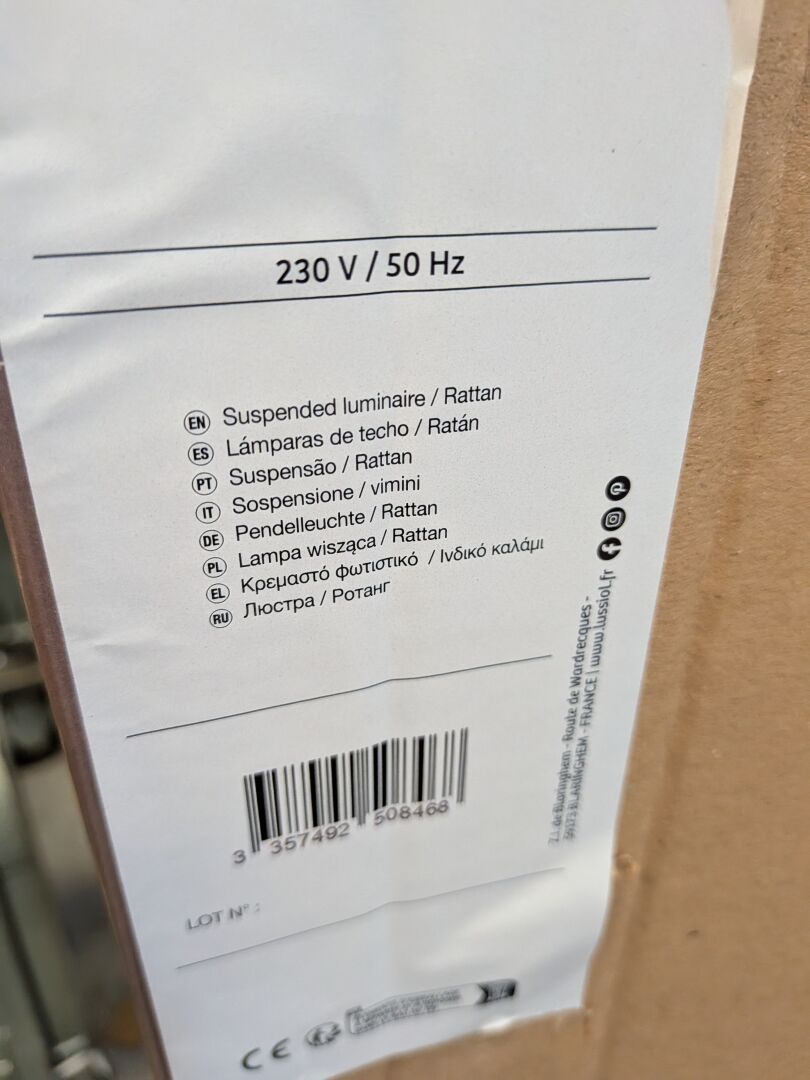 230 V / 50 Hz
EN Suspended luminaire / Rattan
ES Lámparas de techo / Ratán
PT Suspensão / Rattan
IT Sospensione / vimini
DE Pendelleuchte / Rattan
PL Lampa wisząca / Rattan
EL Κρεμαστό φωτιστικό / Ινδικό καλάμι
RU Люстра / Ротанг
3 357492 508468
LOT N° :
CE
Z.I. de Blaringhem - Route de Wardrecques -
59173 BLARINGHEM - FRANCE | www.lussiol.fr